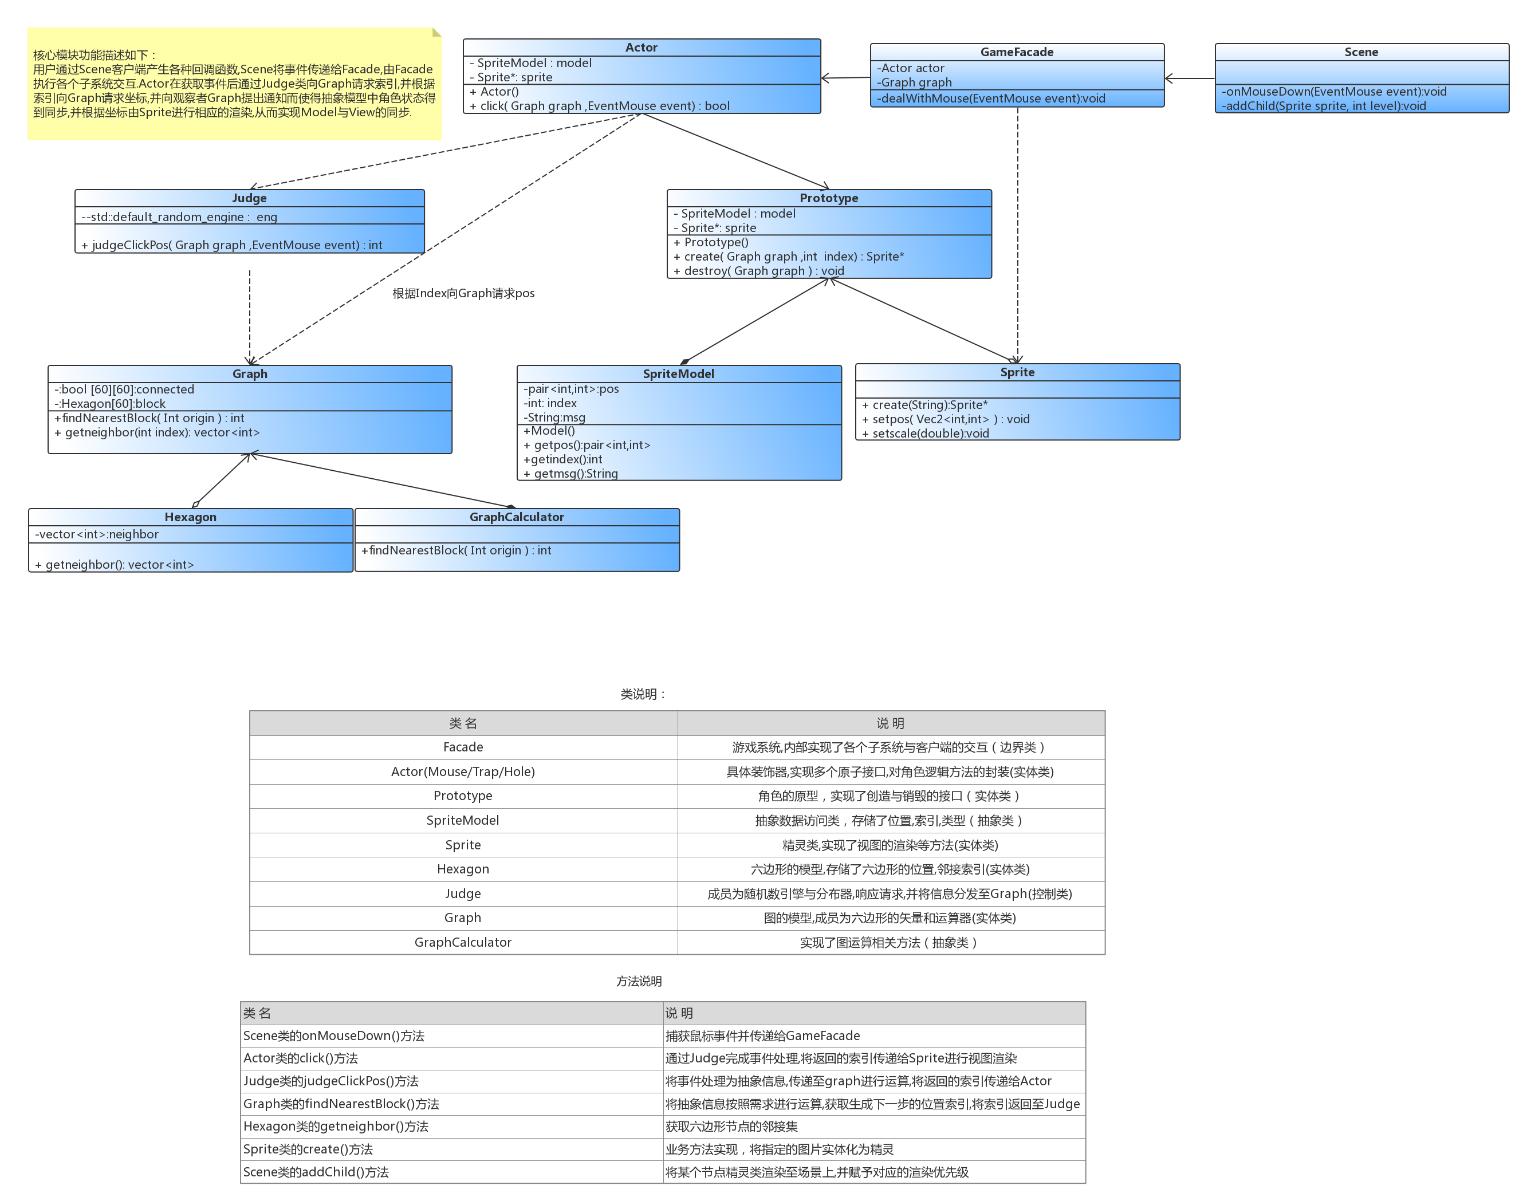 核心模块功能描述如下：
用户通过Scene客户端产生各种回调函数,Scene将事件传递给Facade,由Facade
执行各个子系统交互.Actor在获取事件后通过Judge类向Graph请求索引,并根据
索引向Graph请求坐标,并向观察者Graph提出通知而使得抽象模型中角色状态得
到同步,并根据坐标由Sprite进行相应的渲染,从而实现Model与View的同步.
Actor
- SpriteModel : model
- Sprite*: sprite
+ Actor()
+ click( Graph graph ,EventMouse event) : bool
GameFacade
-Actor actor
-Graph graph
-dealWithMouse(EventMouse event):void
Scene
-onMouseDown(EventMouse event):void
-addChild(Sprite sprite, int level):void
Judge
--std::default_random_engine :  eng
+ judgeClickPos( Graph graph ,EventMouse event) : int
Prototype
- SpriteModel : model
- Sprite*: sprite
+ Prototype()
+ create( Graph graph ,int  index) : Sprite*
+ destroy( Graph graph ) : void
根据Index向Graph请求pos
Graph
-:bool [60][60]:connected
-:Hexagon[60]:block
+findNearestBlock( Int origin ) : int
+ getneighbor(int index): vector<int>
SpriteModel
-pair<int,int>:pos
-int: index
-String:msg
+Model()
+ getpos():pair<int,int>
+getindex():int
+ getmsg():String
Sprite
+ create(String):Sprite*
+ setpos( Vec2<int,int> ) : void
+ setscale(double):void
Hexagon
-vector<int>:neighbor
+ getneighbor(): vector<int>
GraphCalculator
+findNearestBlock( Int origin ) : int
类说明：
类 名 说 明
Facade 游戏系统,内部实现了各个子系统与客户端的交互（边界类）
Actor(Mouse/Trap/Hole) 具体装饰器,实现多个原子接口,对角色逻辑方法的封装(实体类)
Prototype 角色的原型，实现了创造与销毁的接口（实体类）
SpriteModel 抽象数据访问类，存储了位置,索引,类型（抽象类）
Sprite 精灵类,实现了视图的渲染等方法(实体类)
Hexagon 六边形的模型,存储了六边形的位置,邻接索引(实体类)
Judge 成员为随机数引擎与分布器,响应请求,并将信息分发至Graph(控制类)
Graph 图的模型,成员为六边形的矢量和运算器(实体类)
GraphCalculator 实现了图运算相关方法（抽象类）
方法说明
类 名 说 明
Scene类的onMouseDown()方法 捕获鼠标事件并传递给GameFacade
Actor类的click()方法 通过Judge完成事件处理,将返回的索引传递给Sprite进行视图渲染
Judge类的judgeClickPos()方法 将事件处理为抽象信息,传递至graph进行运算,将返回的索引传递给Actor
Graph类的findNearestBlock()方法 将抽象信息按照需求进行运算,获取生成下一步的位置索引,将索引返回至Judge
Hexagon类的getneighbor()方法 获取六边形节点的邻接集
Sprite类的create()方法 业务方法实现，将指定的图片实体化为精灵
Scene类的addChild()方法 将某个节点精灵类渲染至场景上,并赋予对应的渲染优先级